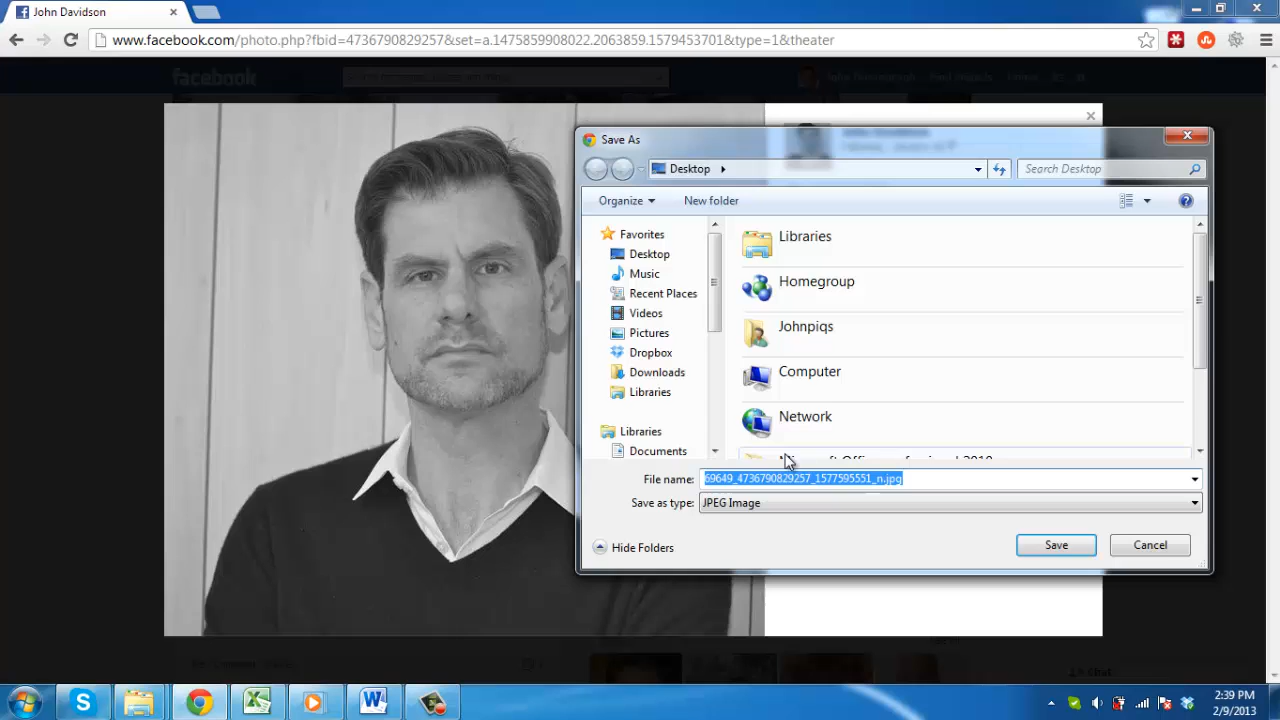 John Davidson
www.facebook.com/photo.php?fbid=4736790829257&set=a.1475859908022.2063859.1579453701&type=1&theater
facebook
Save As
Desktop
Search Desktop
Organize
New folder
Favorites
Desktop
Music
Recent Places
Videos
Pictures
Dropbox
Downloads
Libraries
Libraries
Documents
Libraries
Homegroup
Johnpiqs
Computer
Network
File name:
69649_4736790829257_1577595551_n.jpg
Save as type:
JPEG Image
Hide Folders
Save
Cancel
2:39 PM
2/9/2013